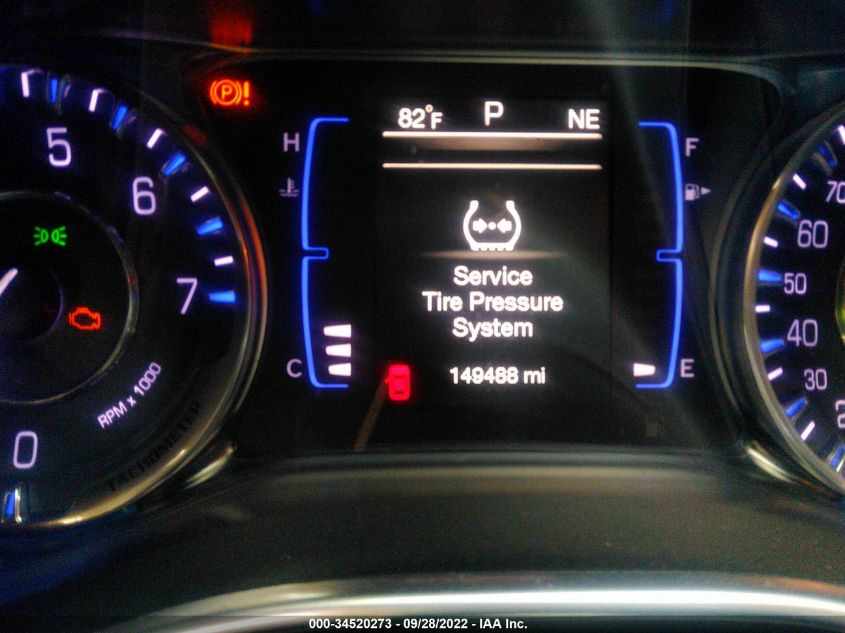 82°F P NE
H
F
5
6
7
0
RPM x 1000
TACHOMETER
Service
Tire Pressure
System
149488 mi
C
E
70
60
50
40
30
2
000-34520273 - 09/28/2022 - IAA Inc.